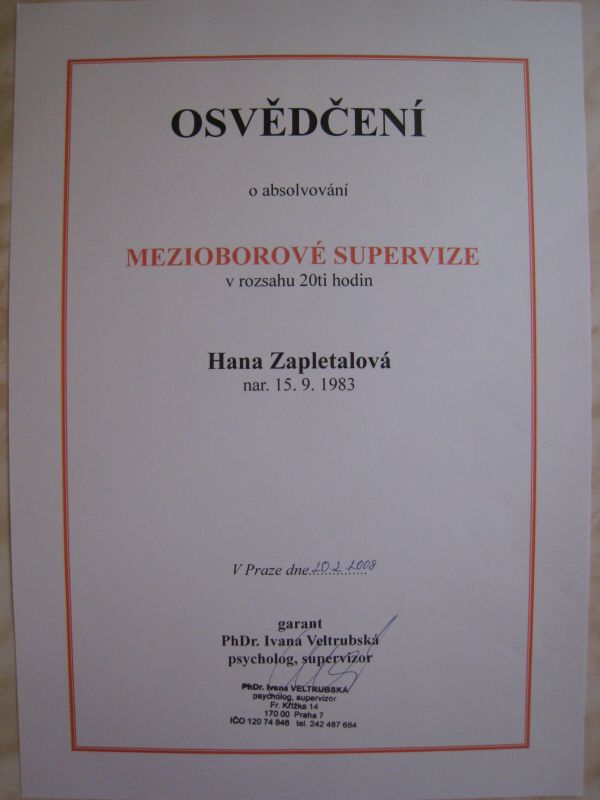 OSVĚDČENÍ
o absolvování
MEZIOBOROVÉ SUPERVIZE
v rozsahu 20ti hodin
Hana Zapletalová
nar. 15. 9. 1983
V Praze dne 20.2.2008
garant
PhDr. Ivana Veltrubská
psycholog, supervizor
PhDr. Ivana VELTRUBSKÁ
psycholog, supervizor
Fr. Křížka 14
170 00 Praha 7
IČO 120 74 846 tel. 242 487 684